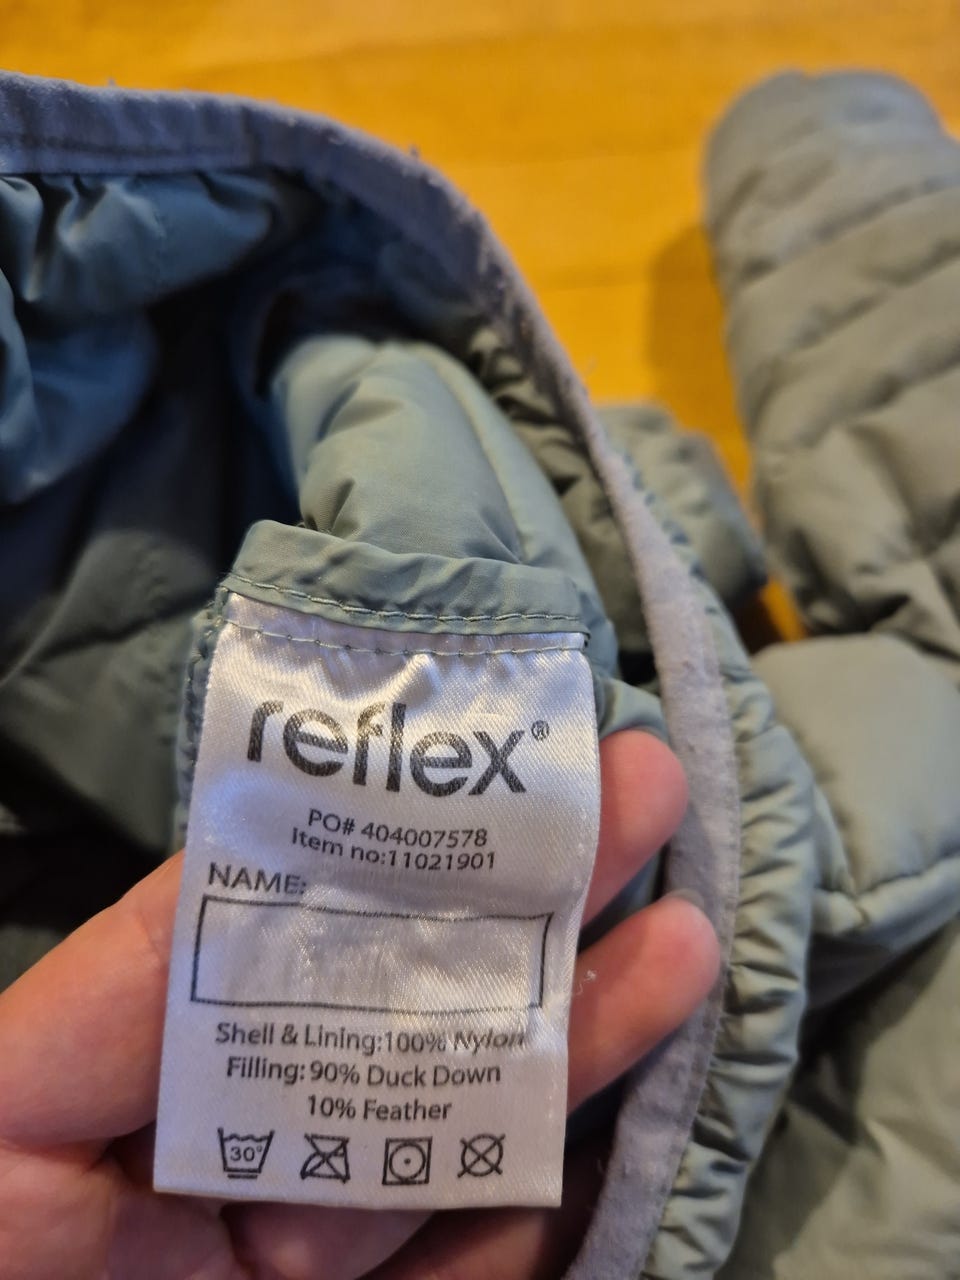 reflex®
PO# 404007578
Item no:11021901
NAME:
Shell & Lining:100% Nylon
Filling: 90% Duck Down
10% Feather
30°